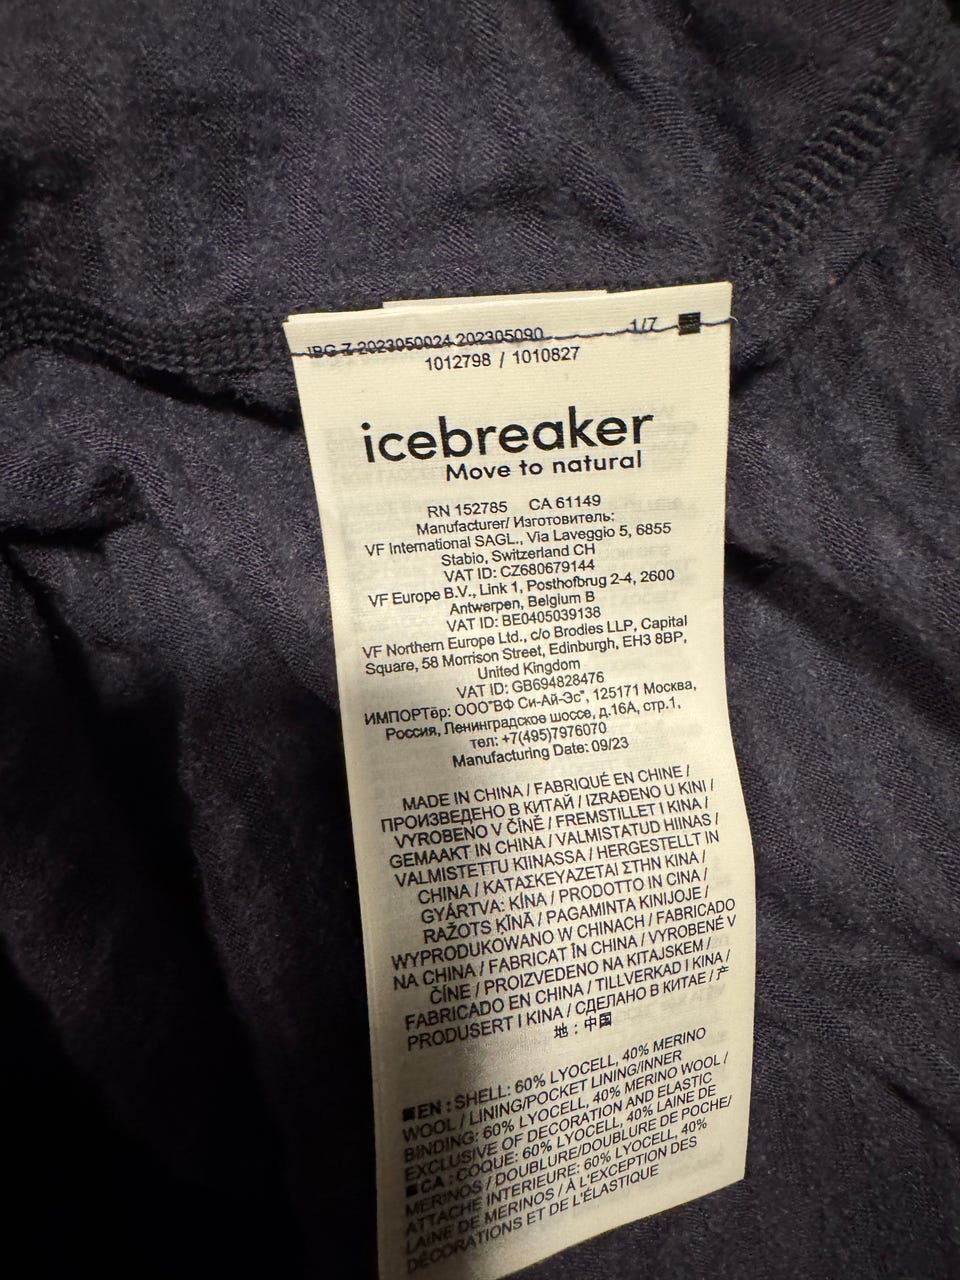 IBG Z 2023050024 202305090 1/7
1012798 / 1010827
icebreaker
Move to natural
RN 152785 CA 61149
Manufacturer/ Изготовитель:
VF International SAGL., Via Laveggio 5, 6855
Stabio, Switzerland CH
VAT ID: CZ680679144
VF Europe B.V., Link 1, Posthofbrug 2-4, 2600
Antwerpen, Belgium B
VAT ID: BE0405039138
VF Northern Europe Ltd., c/o Brodies LLP, Capital
Square, 58 Morrison Street, Edinburgh, EH3 8BP,
United Kingdom
VAT ID: GB694828476
ИМПОРТёр: ООО"ВФ Си-Ай-Эс", 125171 Москва,
Россия, Ленинградское шоссе, д.16А, стр.1,
тел: +7(495)7976070
Manufacturing Date: 09/23
MADE IN CHINA / FABRIQUÉ EN CHINE /
ПРОИЗВЕДЕНО В КИТАЙ / IZRAĐENO U KINI /
VYROBENO V ČÍNĚ / FREMSTILLET I KINA /
GEMAAKT IN CHINA / VALMISTATUD HIINAS /
VALMISTETTU KIINASSA / HERGESTELLT IN
CHINA / ΚΑΤΑΣΚΕΥΑΖΕΤΑΙ ΣΤΗΝ ΚΙΝΑ /
GYÁRTVA: KÍNA / PRODOTTO IN CINA /
RAŽOTS ĶĪNĀ / PAGAMINTA KINIJOJE /
WYPRODUKOWANO W CHINACH / FABRICADO
NA CHINA / FABRICAT ÎN CHINA / VYROBENÉ V
ČÍNE / PROIZVEDENO NA KITAJSKEM /
FABRICADO EN CHINA / TILLVERKAD I KINA /
PRODUSERT I KINA / СДЕЛАНО В КИТАЕ / 产
地 : 中国
EN : SHELL: 60% LYOCELL, 40% MERINO
WOOL / LINING/POCKET LINING/INNER
BINDING: 60% LYOCELL, 40% MERINO WOOL /
EXCLUSIVE OF DECORATION AND ELASTIC
CA : COQUE: 60% LYOCELL, 40% LAINE DE
MERINOS / DOUBLURE/DOUBLURE DE POCHE/
ATTACHE INTERIEURE: 60% LYOCELL, 40%
LAINE DE MERINOS / À L'EXCEPTION DES
DÉCORATIONS ET DE L'ÉLASTIQUE